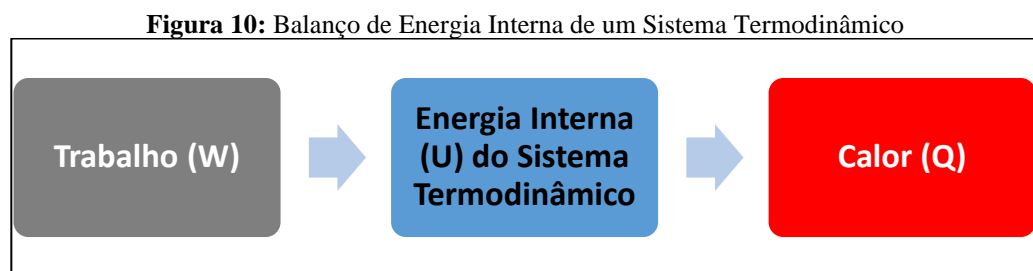 Figura 10: Balanço de Energia Interna de um Sistema Termodinâmico
Trabalho (W)
Energia Interna
(U) do Sistema
Termodinâmico
Calor (Q)